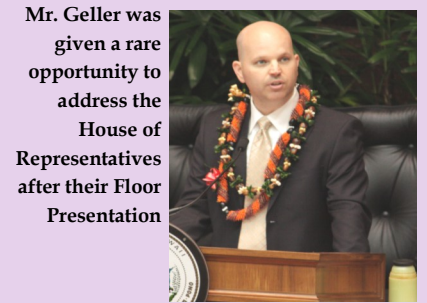 Mr. Geller was
given a rare
opportunity to
address the
House of
Representatives
after their Floor
Presentation